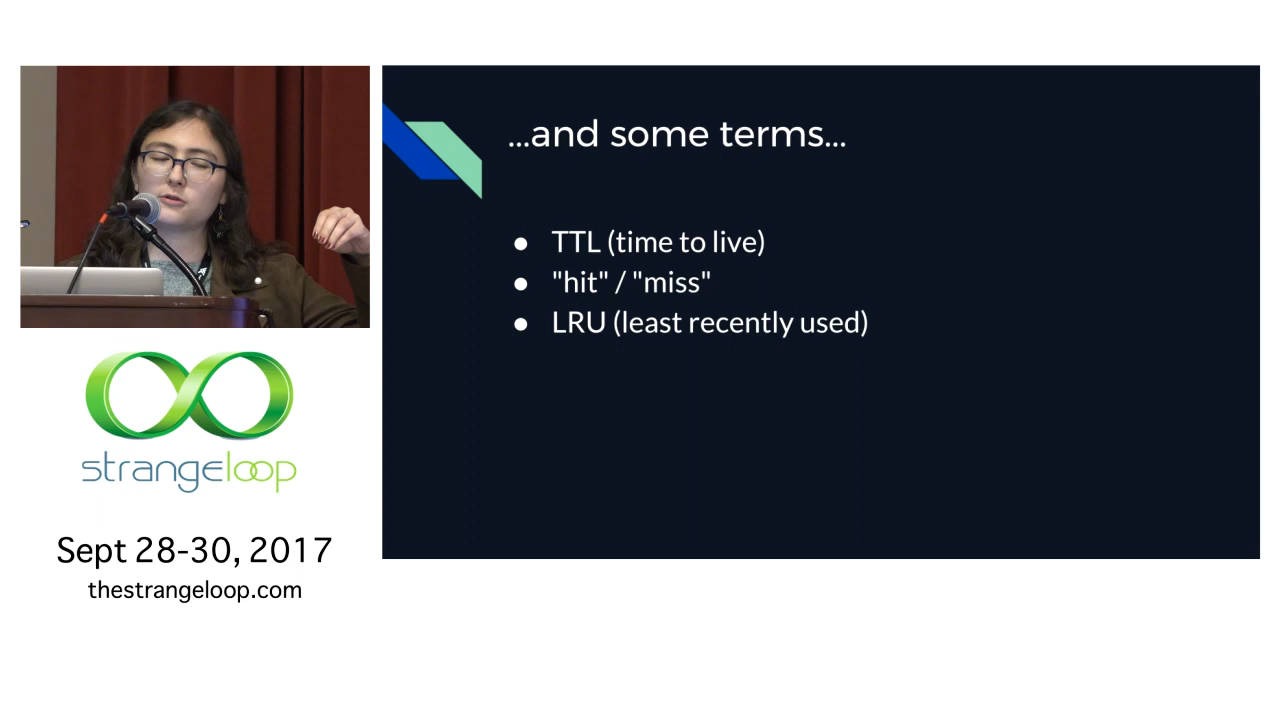 ...and some terms...
● TTL (time to live)
● "hit" / "miss"
● LRU (least recently used)
strangeloop
Sept 28-30, 2017
thestrangeloop.com